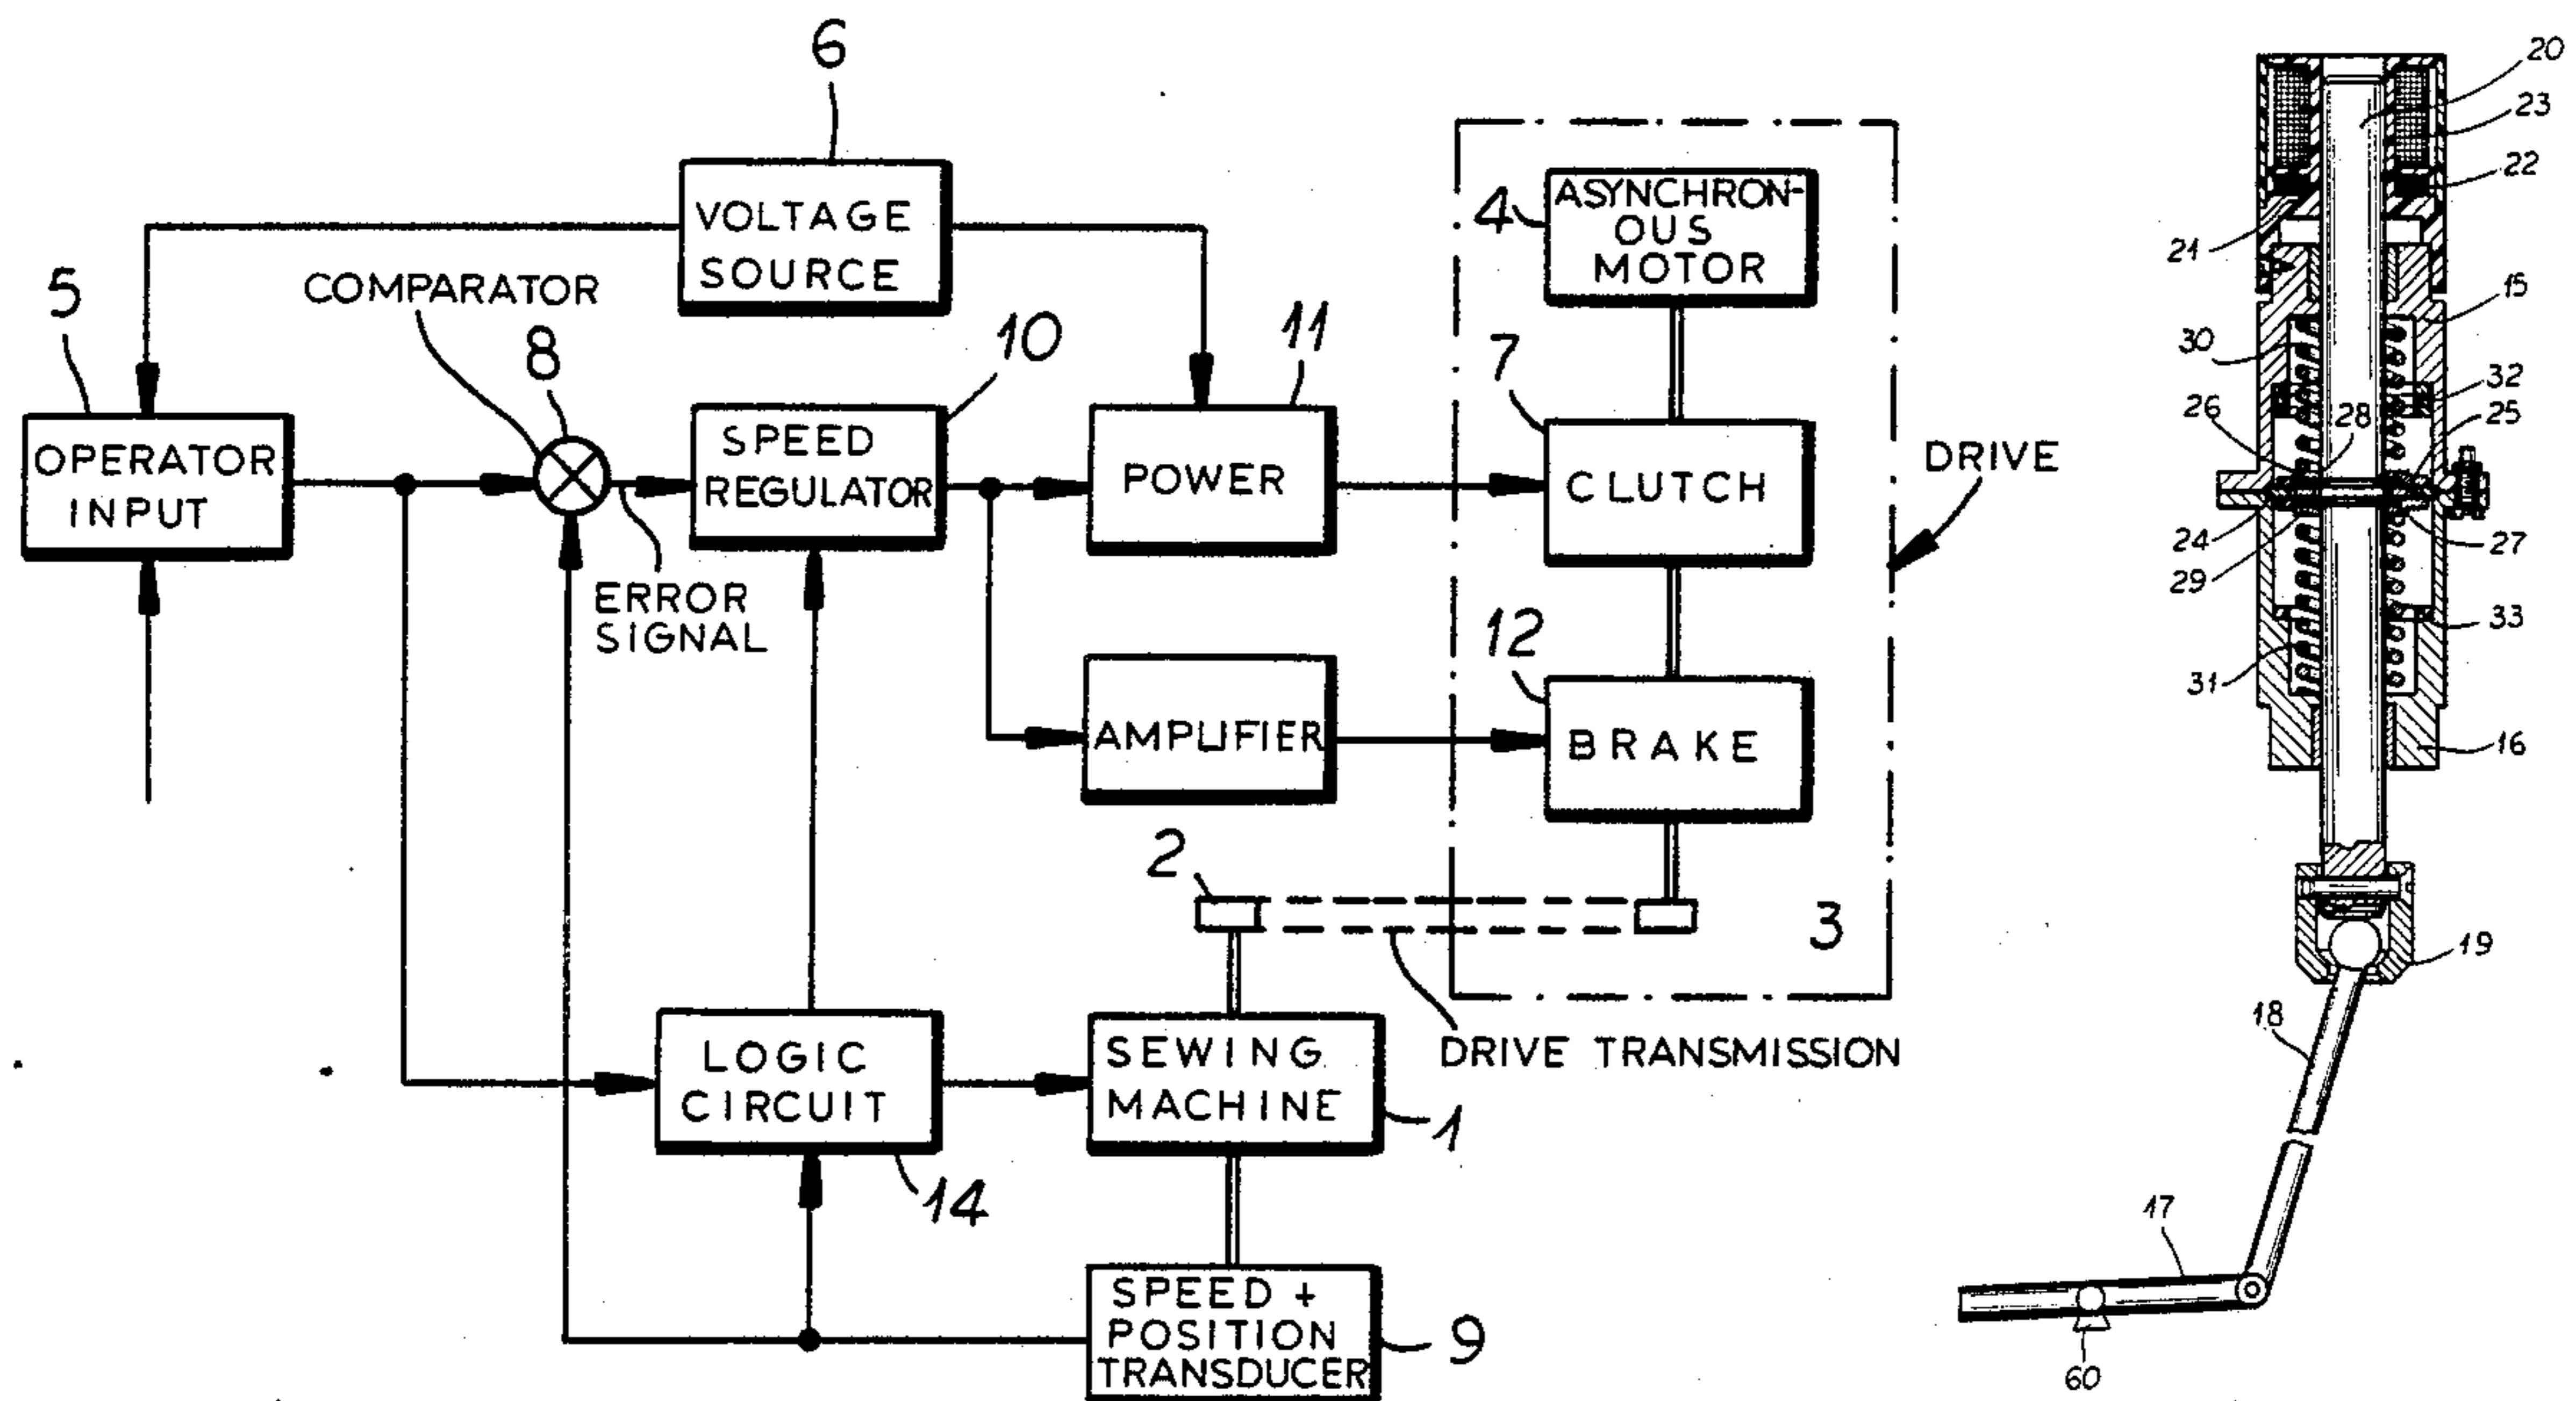 6
VOLTAGE
SOURCE
5
OPERATOR
INPUT
COMPARATOR
8
ERROR
SIGNAL
10
SPEED
REGULATOR
11
POWER
AMPLIFIER
4
ASYNCHRON-
OUS
MOTOR
7
CLUTCH
12
BRAKE
DRIVE
3
2
DRIVE TRANSMISSION
LOGIC
CIRCUIT
14
SEWING
MACHINE
1
SPEED +
POSITION
TRANSDUCER
9
20
23
22
21
15
30
32
26
28
25
24
27
29
33
31
16
19
18
17
60